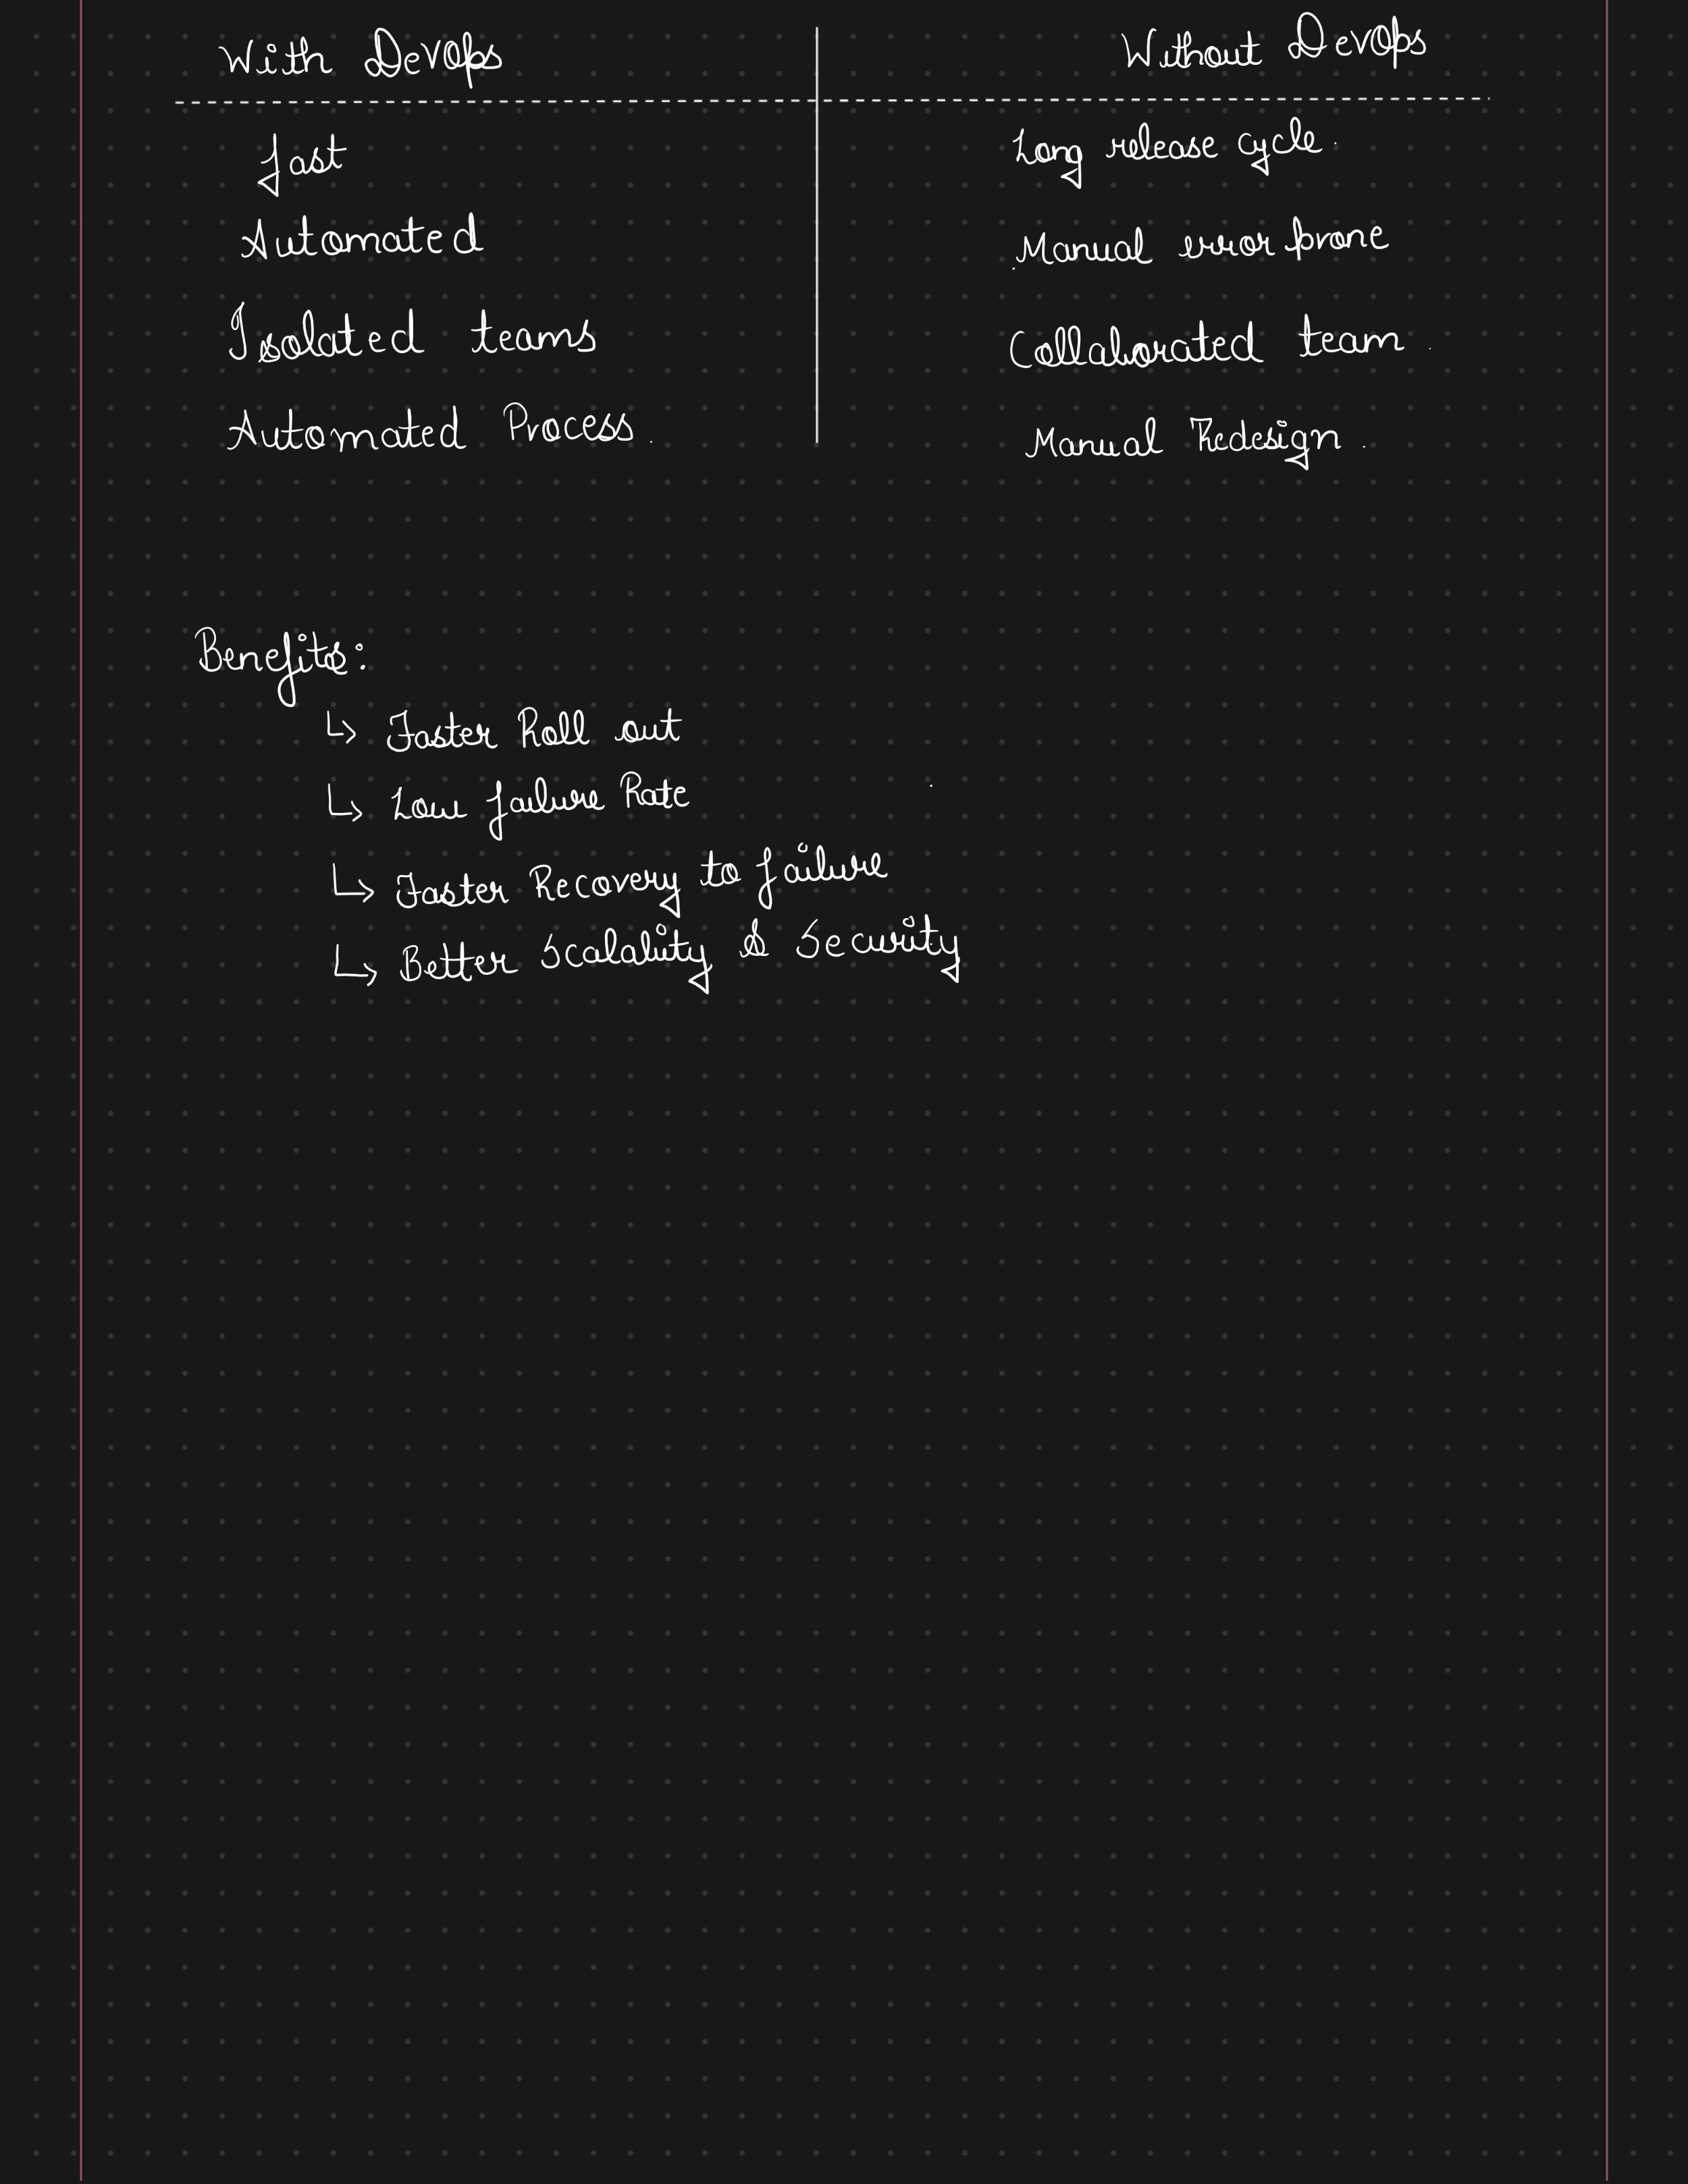 With DevOps Without DevOps
fast Long release cycle.
Automated Manual error prone
Isolated teams Collaborated team.
Automated Process. Manual Redesign.
Benefits:
↳ Faster Roll out
↳ Low failure Rate
↳ Faster Recovery to failure
↳ Better Scalality & Security